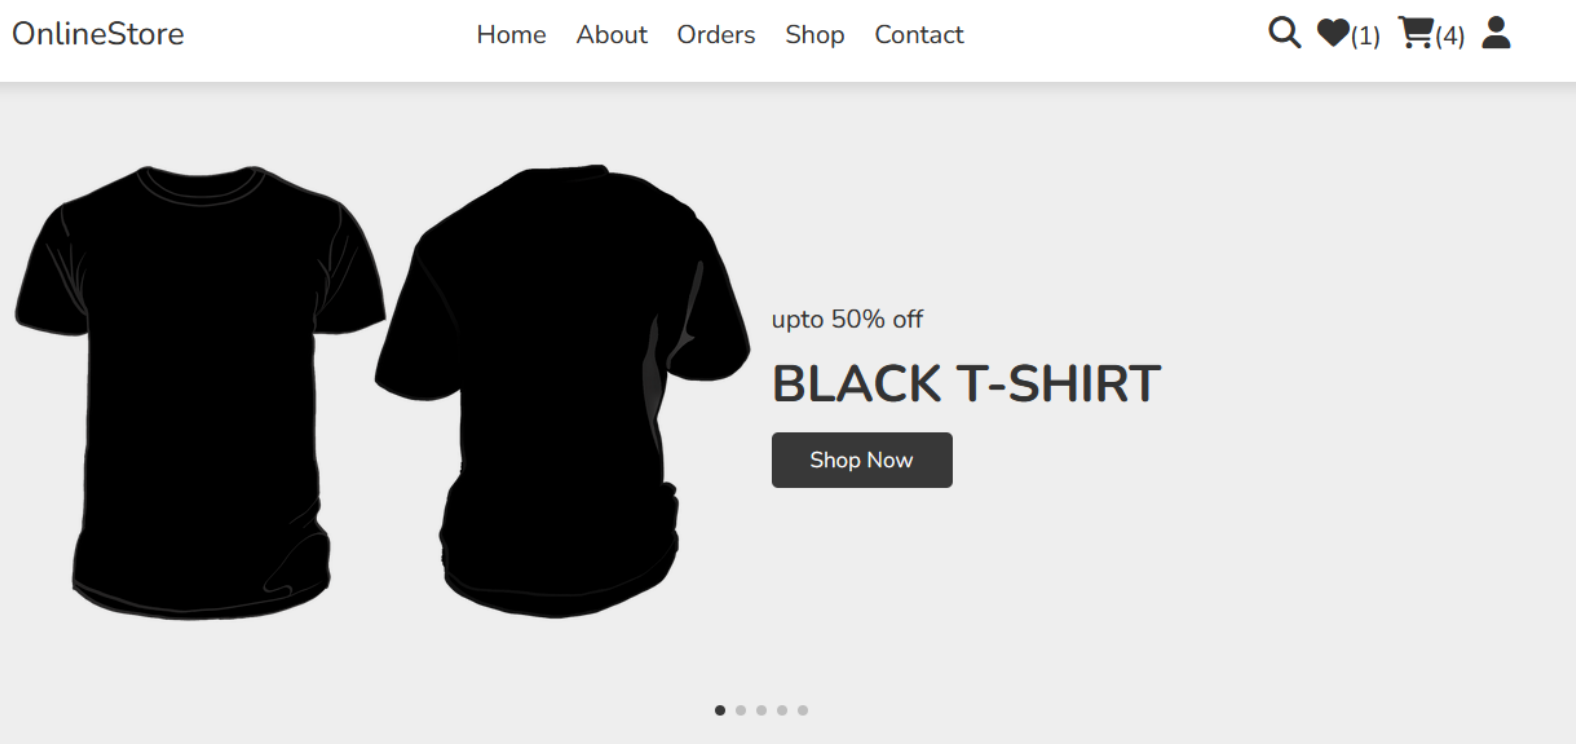 OnlineStore Home About Orders Shop Contact (1) (4)
upto 50% off
BLACK T-SHIRT
Shop Now